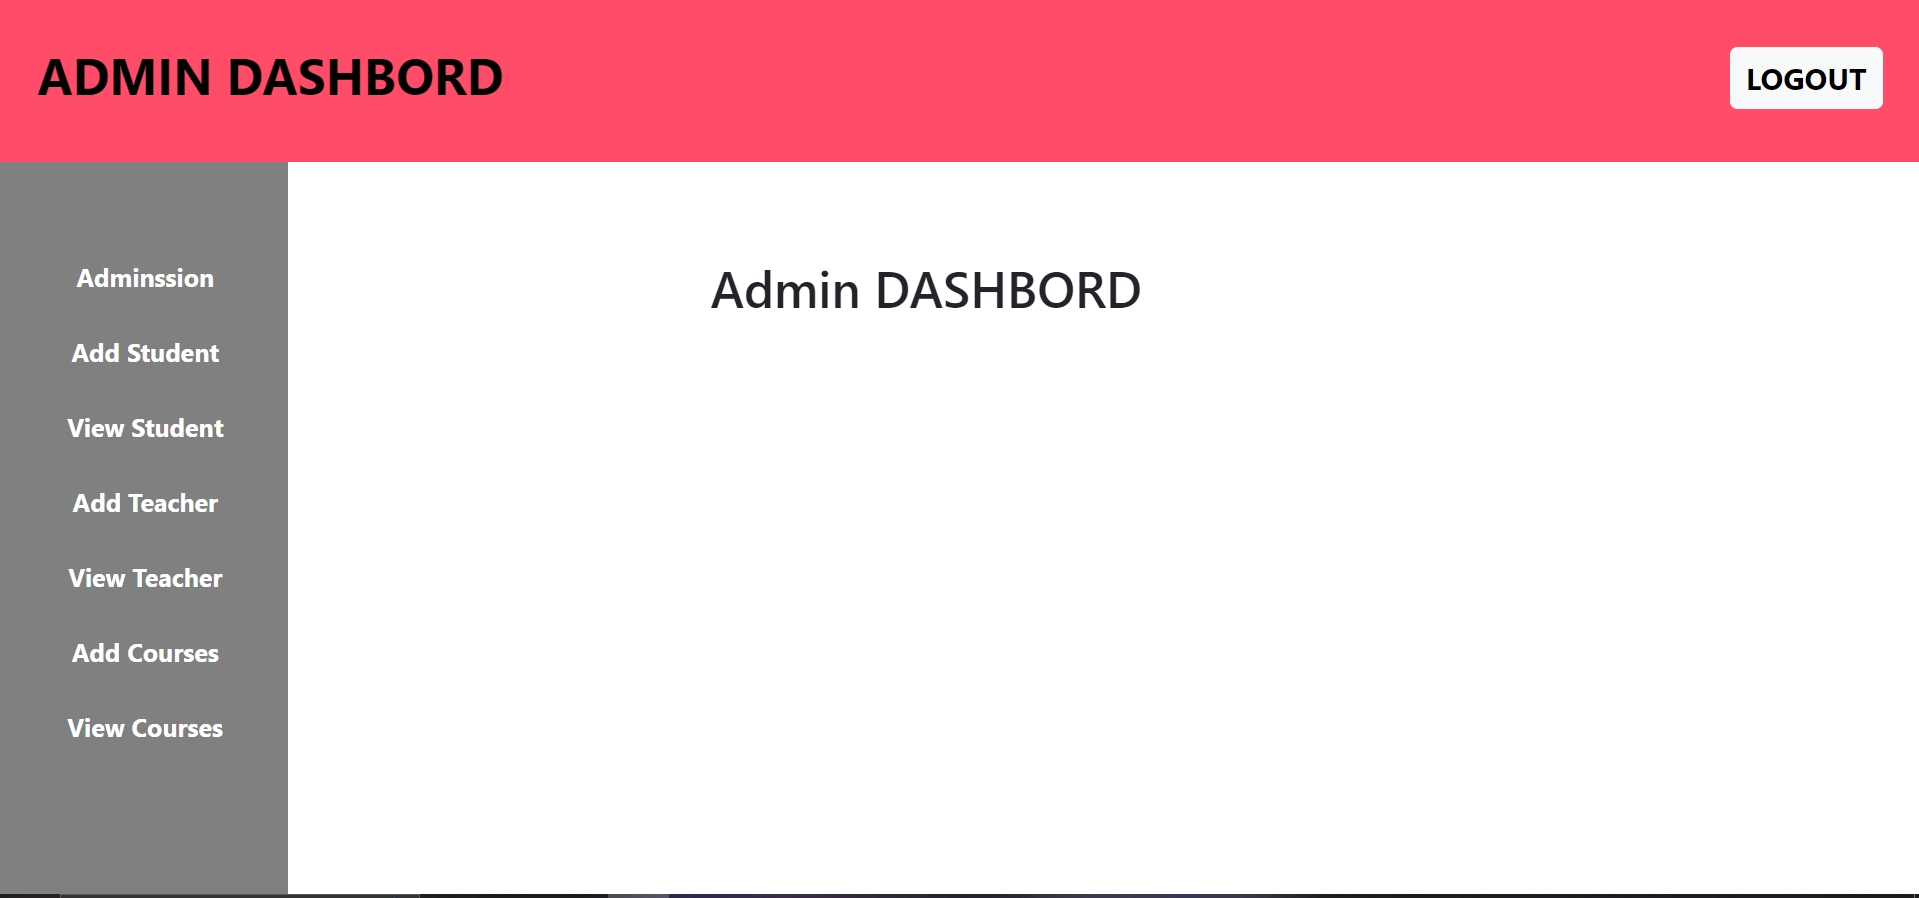 ADMIN DASHBORD
LOGOUT
Adminssion
Add Student
View Student
Add Teacher
View Teacher
Add Courses
View Courses
Admin DASHBORD